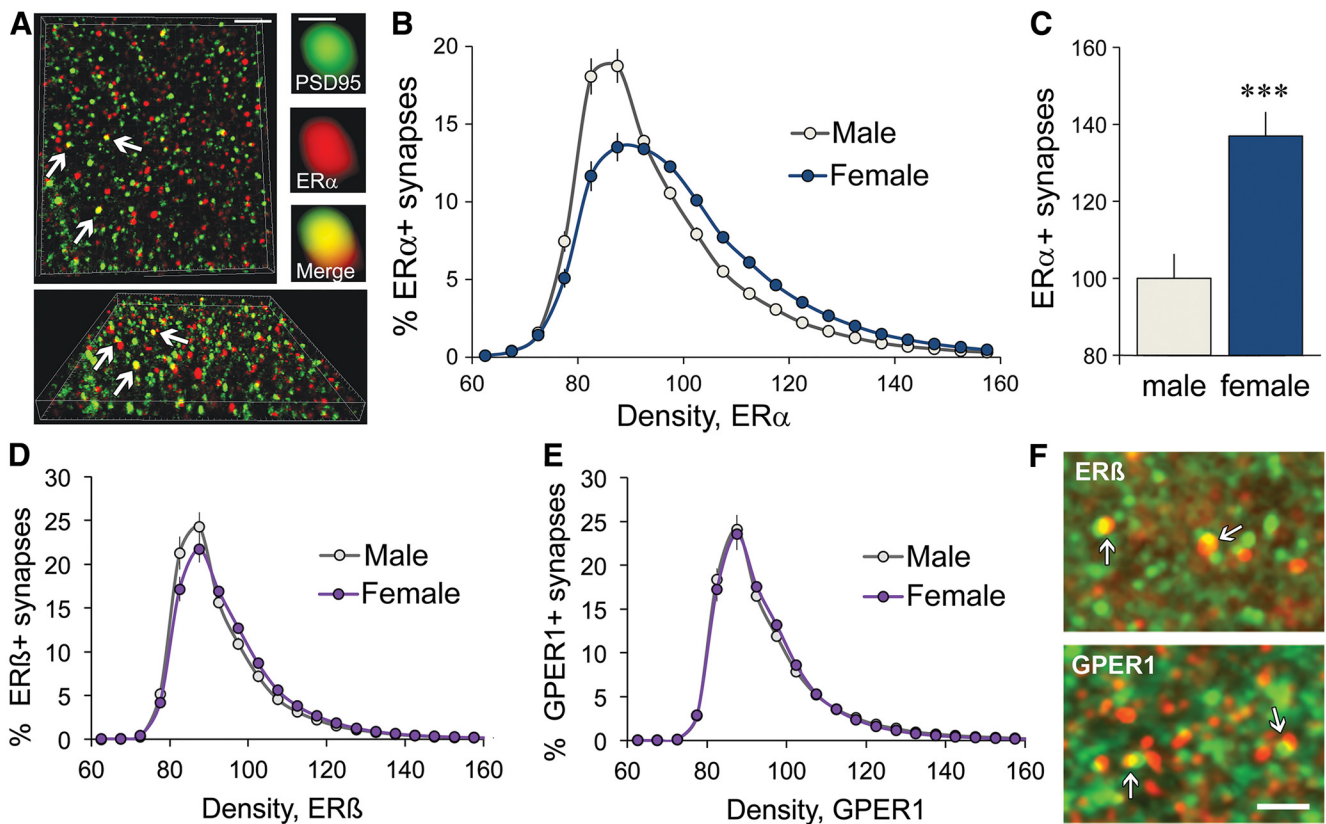 A
PSD95
ERα
Merge
B
% ERα+ synapses
20
15
10
5
0
60 80 100 120 140 160
Density, ERα
Male
Female
C
ERα+ synapses
160
140
120
100
80
***
male female
D
% ERß+ synapses
30
25
20
15
10
5
0
60 80 100 120 140 160
Density, ERß
Male
Female
E
% GPER1+ synapses
30
25
20
15
10
5
0
60 80 100 120 140 160
Density, GPER1
Male
Female
F
ERß
GPER1